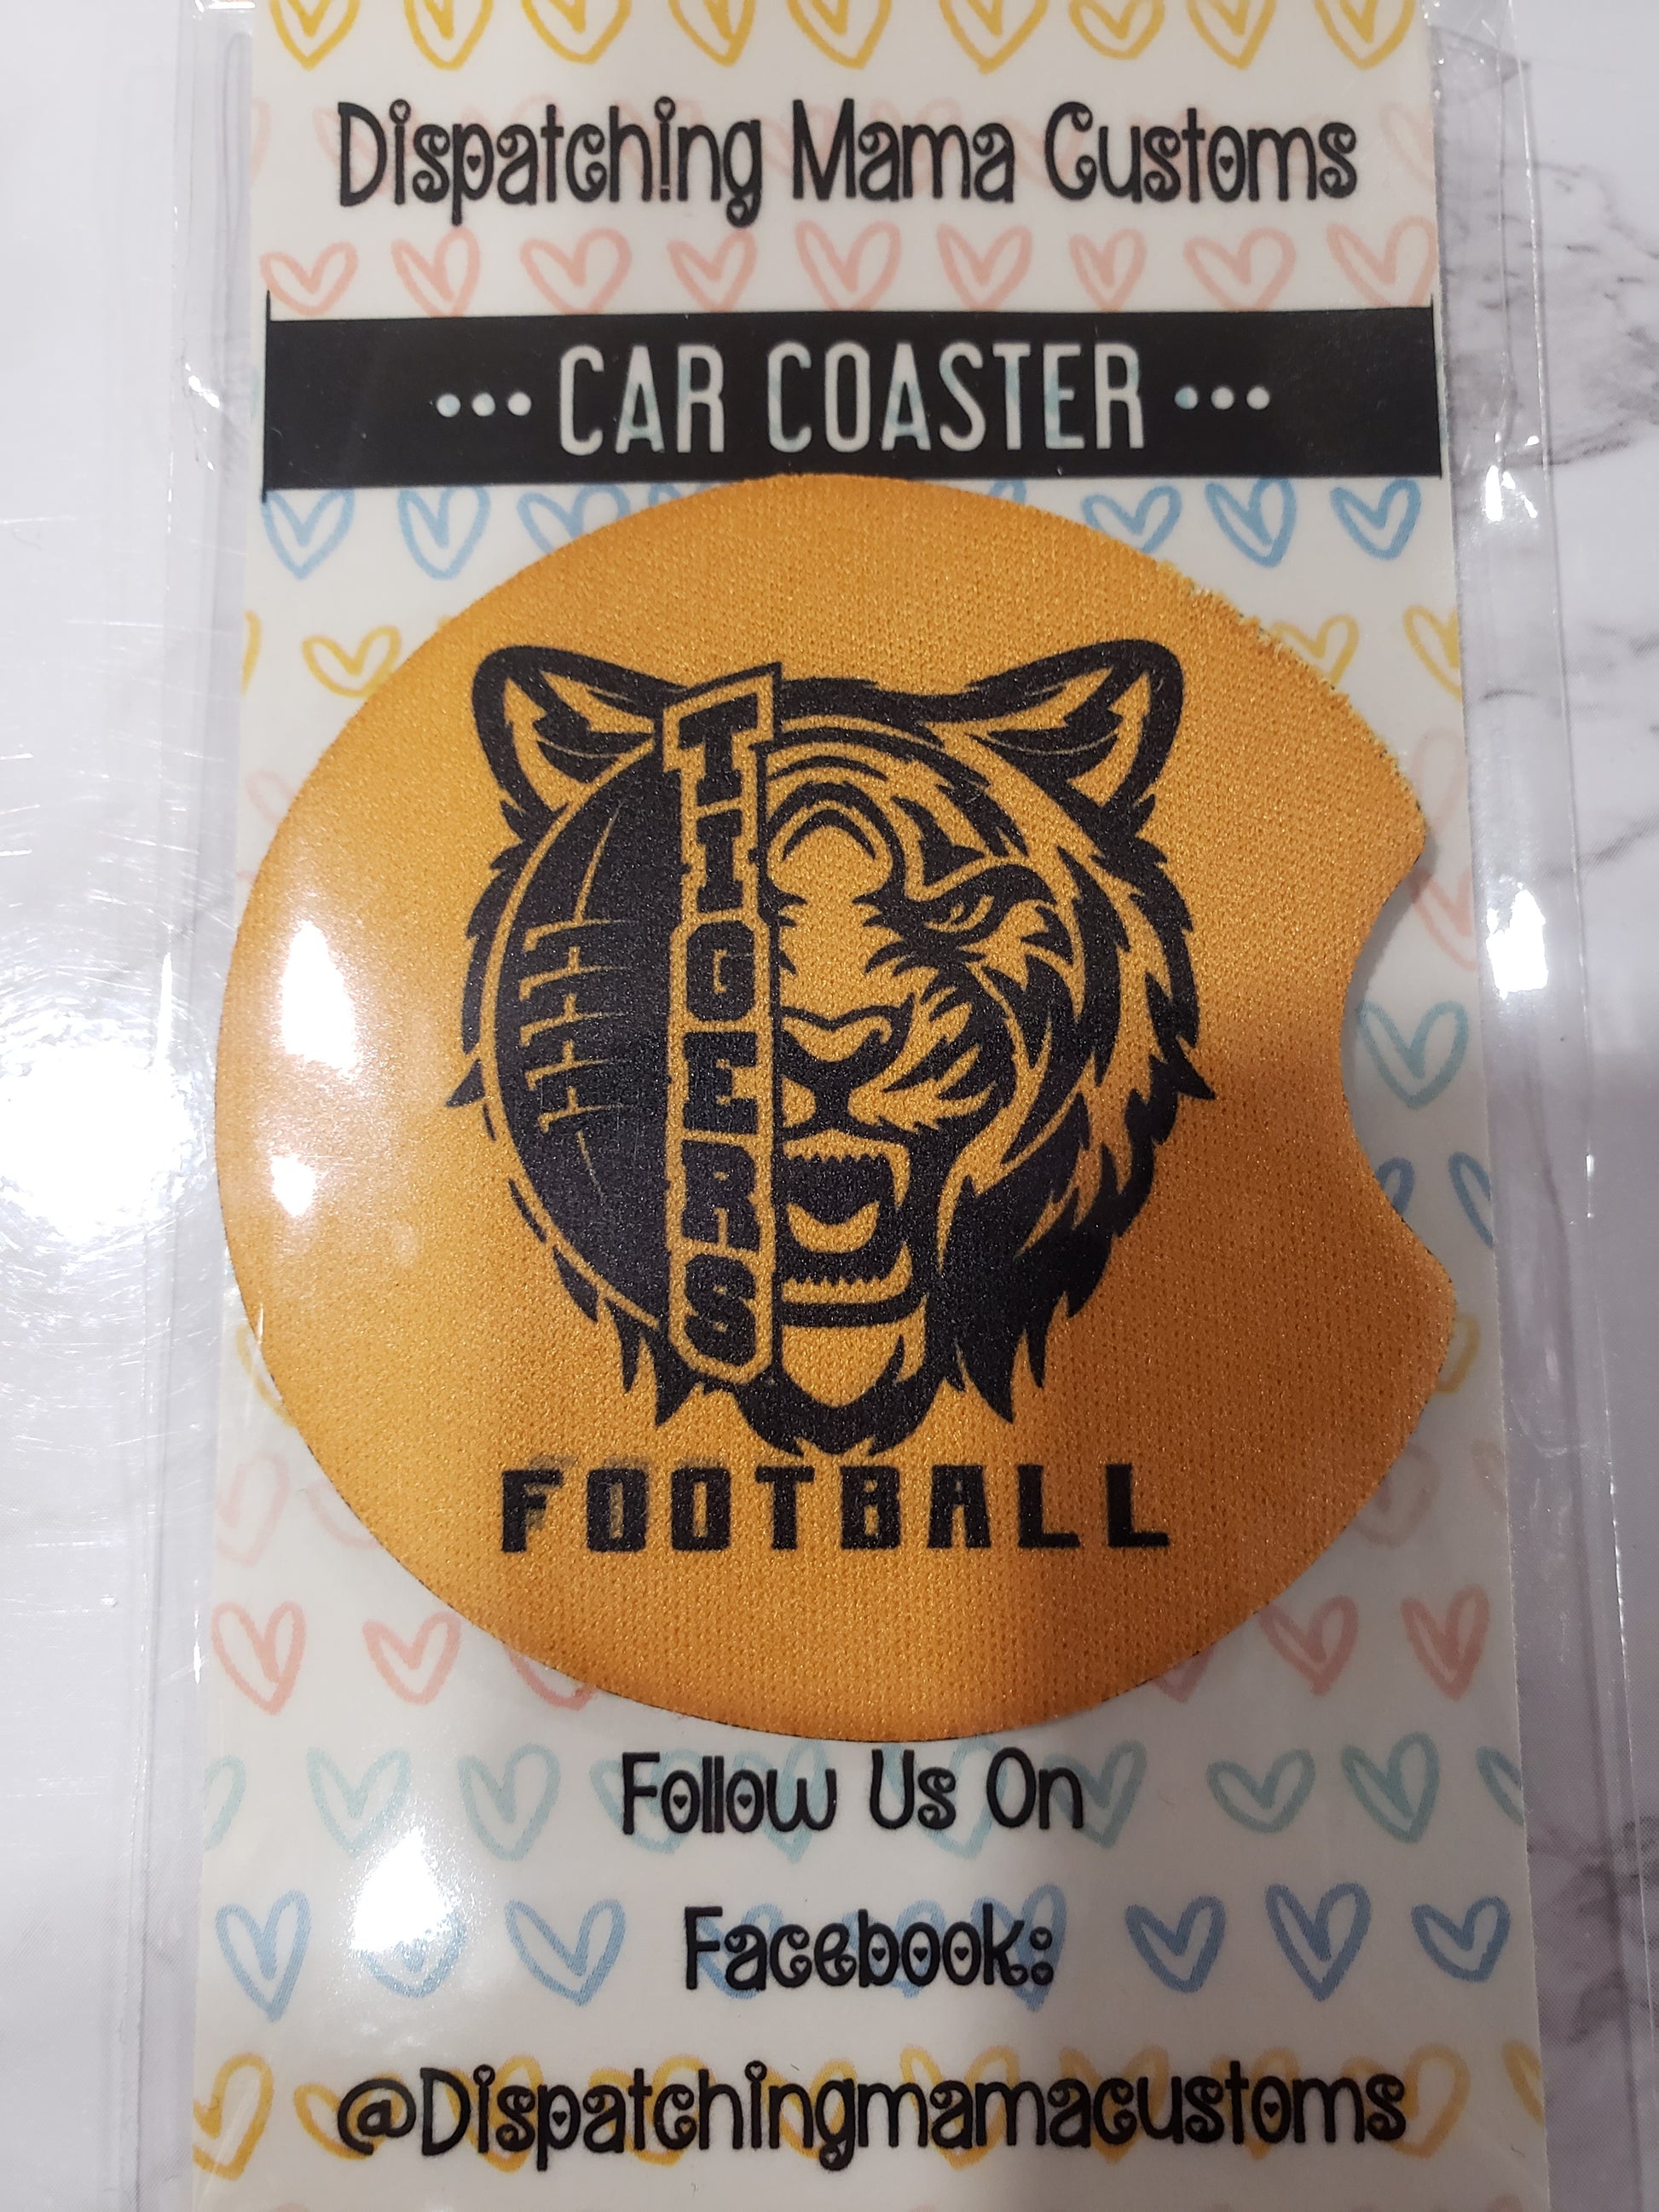 Dispatching Mama Customs
••• CAR COASTER •••
TIGERS
FOOTBALL
Follow Us On
Facebook:
@Dispatchingmamacustoms